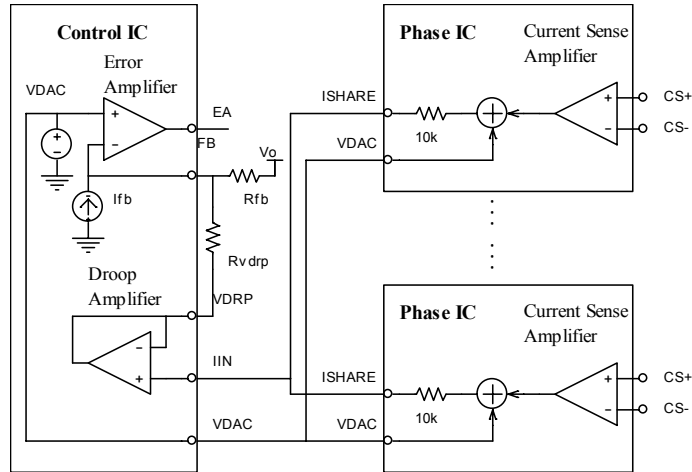 Control IC
Error
Amplifier
VDAC
+
-
EA
FB
Vo
Rfb
Ifb
Rvdrp
Droop
Amplifier
VDRP
-
+
IIN
VDAC
Phase IC
Current Sense
Amplifier
ISHARE
10k
VDAC
+
-
CS+
CS-
Phase IC
Current Sense
Amplifier
ISHARE
10k
VDAC
+
-
CS+
CS-